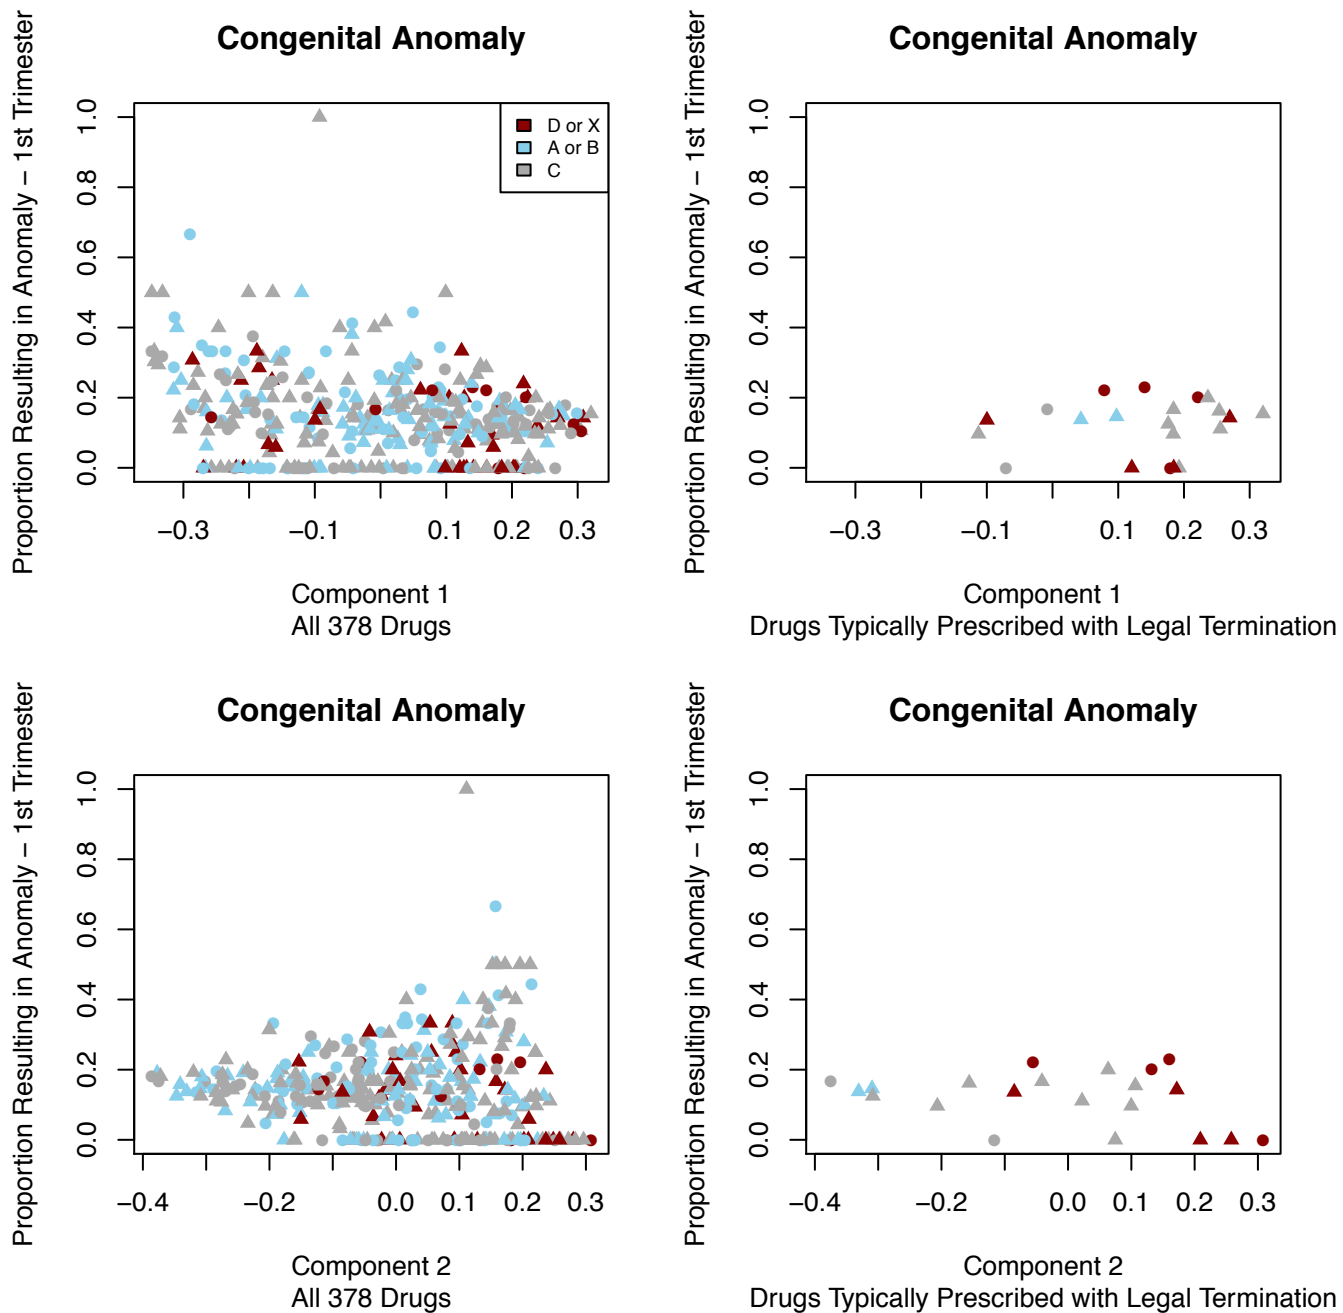 Congenital Anomaly
Proportion Resulting in Anomaly − 1st Trimester
1.0
0.8
0.6
0.4
0.2
0.0
D or X
A or B
C
−0.3
−0.1
0.1
0.2
0.3
Component 1
All 378 Drugs
Congenital Anomaly
Proportion Resulting in Anomaly − 1st Trimester
1.0
0.8
0.6
0.4
0.2
0.0
−0.3
−0.1
0.1
0.2
0.3
Component 1
Drugs Typically Prescribed with Legal Termination
Congenital Anomaly
Proportion Resulting in Anomaly − 1st Trimester
1.0
0.8
0.6
0.4
0.2
0.0
−0.4
−0.2
0.0
0.1
0.2
0.3
Component 2
All 378 Drugs
Congenital Anomaly
Proportion Resulting in Anomaly − 1st Trimester
1.0
0.8
0.6
0.4
0.2
0.0
−0.4
−0.2
0.0
0.1
0.2
0.3
Component 2
Drugs Typically Prescribed with Legal Termination